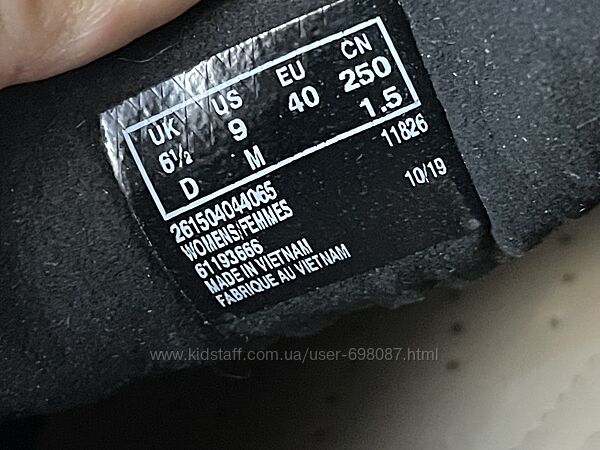 UK US EU CN
6½ 9 40 250
D M 1.5
261504044065 11826
WOMENS/FEMMES 10/19
61193666
MADE IN VIETNAM
FABRIQUE AU VIETNAM
www.kidstaff.com.ua/user-698087.html